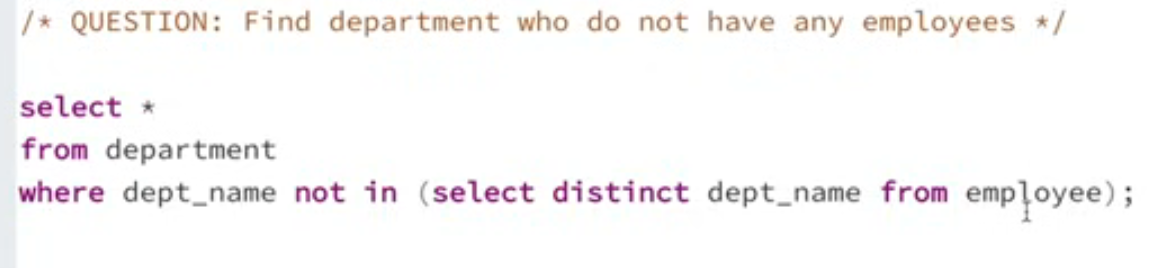 /* QUESTION: Find department who do not have any employees */
select *
from department
where dept_name not in (select distinct dept_name from employee);